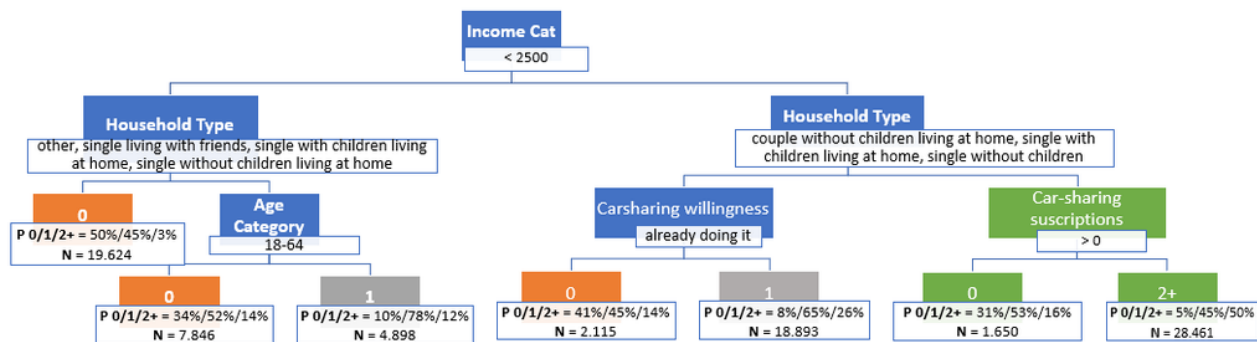 Income Cat
< 2500
Household Type
other, single living with friends, single with children living
at home, single without children living at home
Household Type
couple without children living at home, single with
children living at home, single without children
0
P 0/1/2+ = 50%/45%/3%
N = 19.624
Age
Category
18-64
Carsharing willingness
already doing it
Car-sharing
suscriptions
> 0
0
P 0/1/2+ = 34%/52%/14%
N = 7.846
1
P 0/1/2+ = 10%/78%/12%
N = 4.898
0
P 0/1/2+ = 41%/45%/14%
N = 2.115
1
P 0/1/2+ = 8%/65%/26%
N = 18.893
0
P 0/1/2+ = 31%/53%/16%
N = 1.650
2+
P 0/1/2+ = 5%/45%/50%
N = 28.461